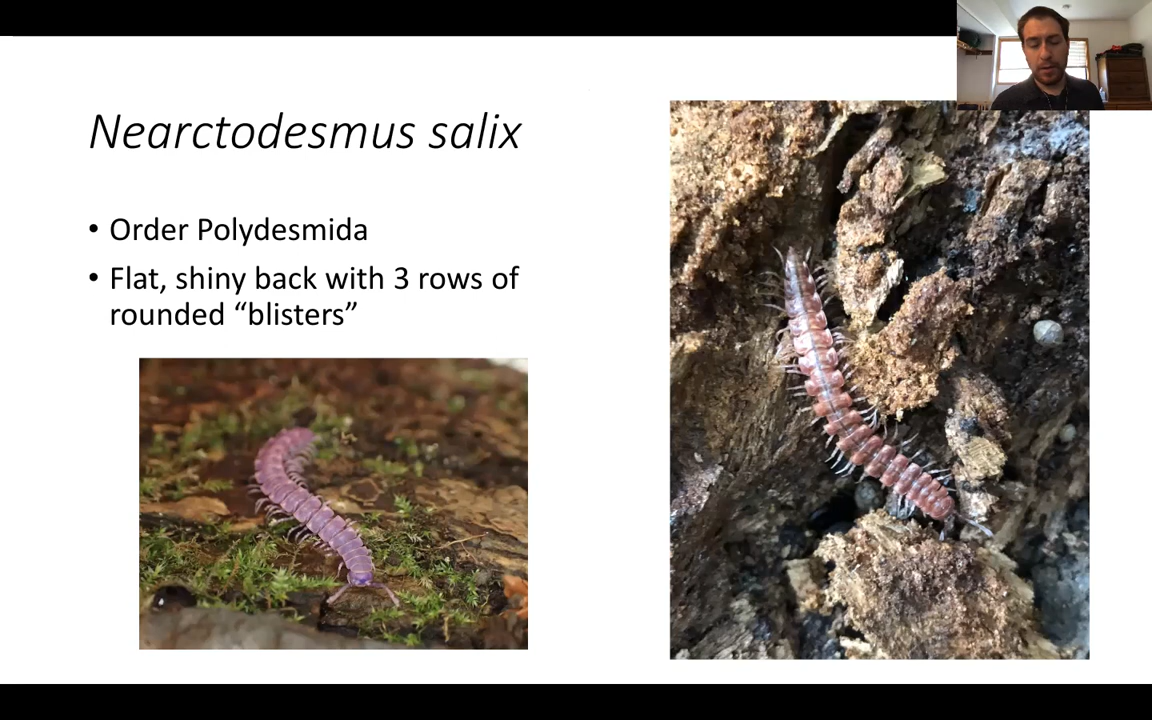 Nearctodesmus salix
• Order Polydesmida
• Flat, shiny back with 3 rows of
rounded “blisters”